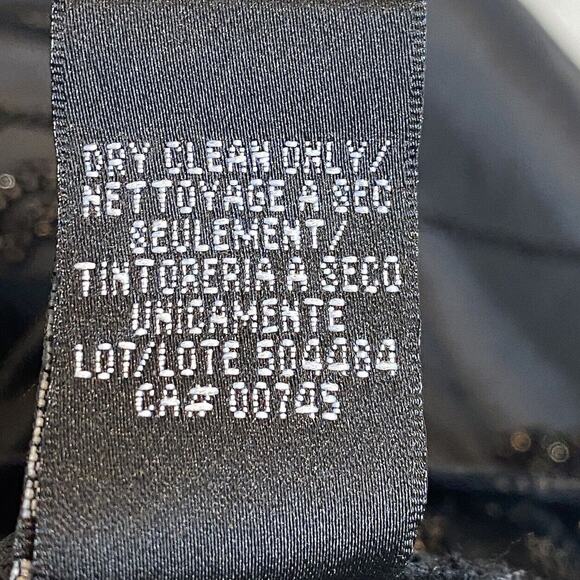 DRY CLEAN ONLY/
NETTOYAGE A SEC
SEULEMENT/
TINTORERIA A SECO
UNICAMENTE
LOT/LOTE 504484
CA# 00745